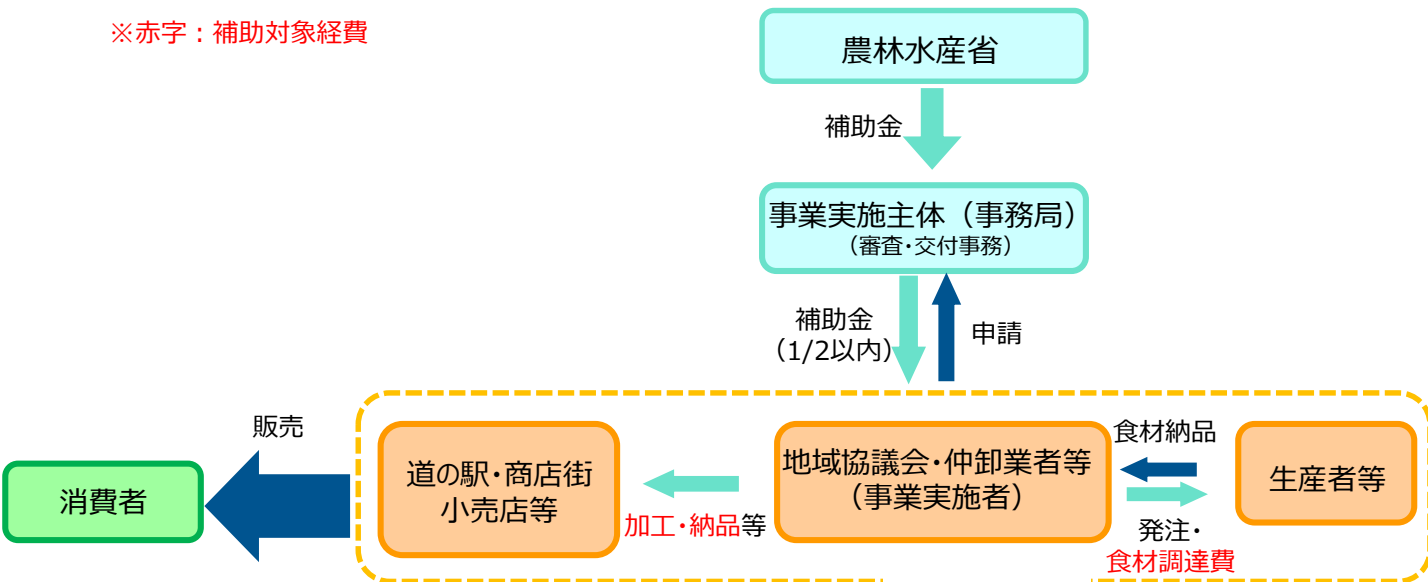 ※赤字：補助対象経費
農林水産省
補助金
事業実施主体（事務局）
（審査・交付事務）
補助金
（1/2以内）
申請
販売
消費者
道の駅・商店街
小売店等
加工・納品等
地域協議会・仲卸業者等
（事業実施者）
食材納品
発注・
食材調達費
生産者等